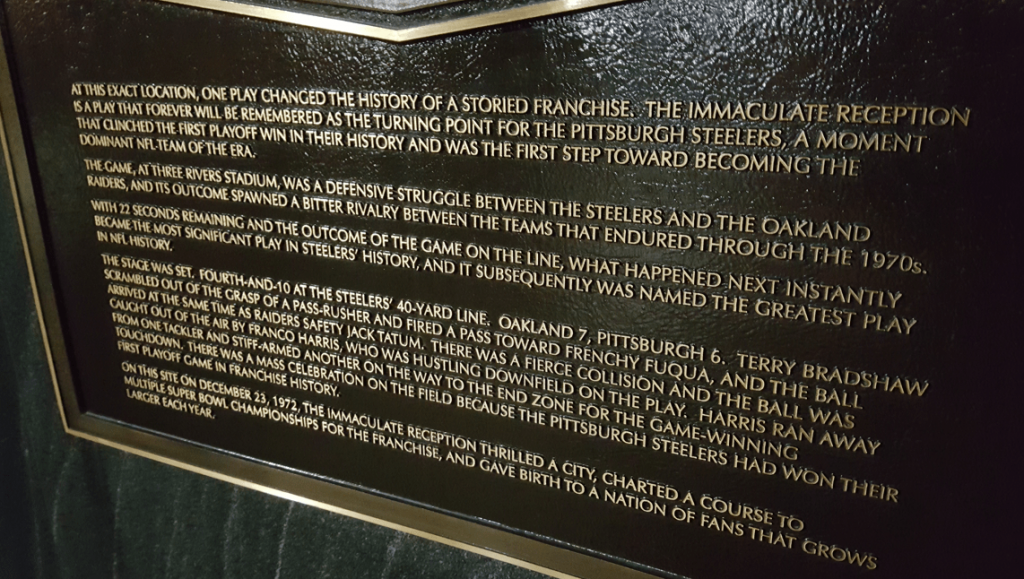 AT THIS EXACT LOCATION, ONE PLAY CHANGED THE HISTORY OF A STORIED FRANCHISE. THE IMMACULATE RECEPTION
IS A PLAY THAT FOREVER WILL BE REMEMBERED AS THE TURNING POINT FOR THE PITTSBURGH STEELERS, A MOMENT
THAT CLINCHED THE FIRST PLAYOFF WIN IN THEIR HISTORY AND WAS THE FIRST STEP TOWARD BECOMING THE
DOMINANT NFL TEAM OF THE ERA.
THE GAME, AT THREE RIVERS STADIUM, WAS A DEFENSIVE STRUGGLE BETWEEN THE STEELERS AND THE OAKLAND
RAIDERS, AND ITS OUTCOME SPAWNED A BITTER RIVALRY BETWEEN THE TEAMS THAT ENDURED THROUGH THE 1970s.
WITH 22 SECONDS REMAINING AND THE OUTCOME OF THE GAME ON THE LINE, WHAT HAPPENED NEXT INSTANTLY
BECAME THE MOST SIGNIFICANT PLAY IN STEELERS' HISTORY, AND IT SUBSEQUENTLY WAS NAMED THE GREATEST PLAY
IN NFL HISTORY.
THE STAGE WAS SET. FOURTH-AND-10 AT THE STEELERS' 40-YARD LINE. OAKLAND 7, PITTSBURGH 6. TERRY BRADSHAW
SCRAMBLED OUT OF THE GRASP OF A PASS-RUSHER AND FIRED A PASS TOWARD FRENCHY FUQUA, AND THE BALL
ARRIVED AT THE SAME TIME AS RAIDERS SAFETY JACK TATUM. THERE WAS A FIERCE COLLISION AND THE BALL WAS
CAUGHT OUT OF THE AIR BY FRANCO HARRIS, WHO WAS HUSTLING DOWNFIELD ON THE PLAY. HARRIS RAN AWAY
FROM ONE TACKLER AND STIFF-ARMED ANOTHER ON THE WAY TO THE END ZONE FOR THE GAME-WINNING
TOUCHDOWN. THERE WAS A MASS CELEBRATION ON THE FIELD BECAUSE THE PITTSBURGH STEELERS HAD WON THEIR
FIRST PLAYOFF GAME IN FRANCHISE HISTORY.
ON THIS SITE ON DECEMBER 23, 1972, THE IMMACULATE RECEPTION THRILLED A CITY, CHARTED A COURSE TO
MULTIPLE SUPER BOWL CHAMPIONSHIPS FOR THE FRANCHISE, AND GAVE BIRTH TO A NATION OF FANS THAT GROWS
LARGER EACH YEAR.